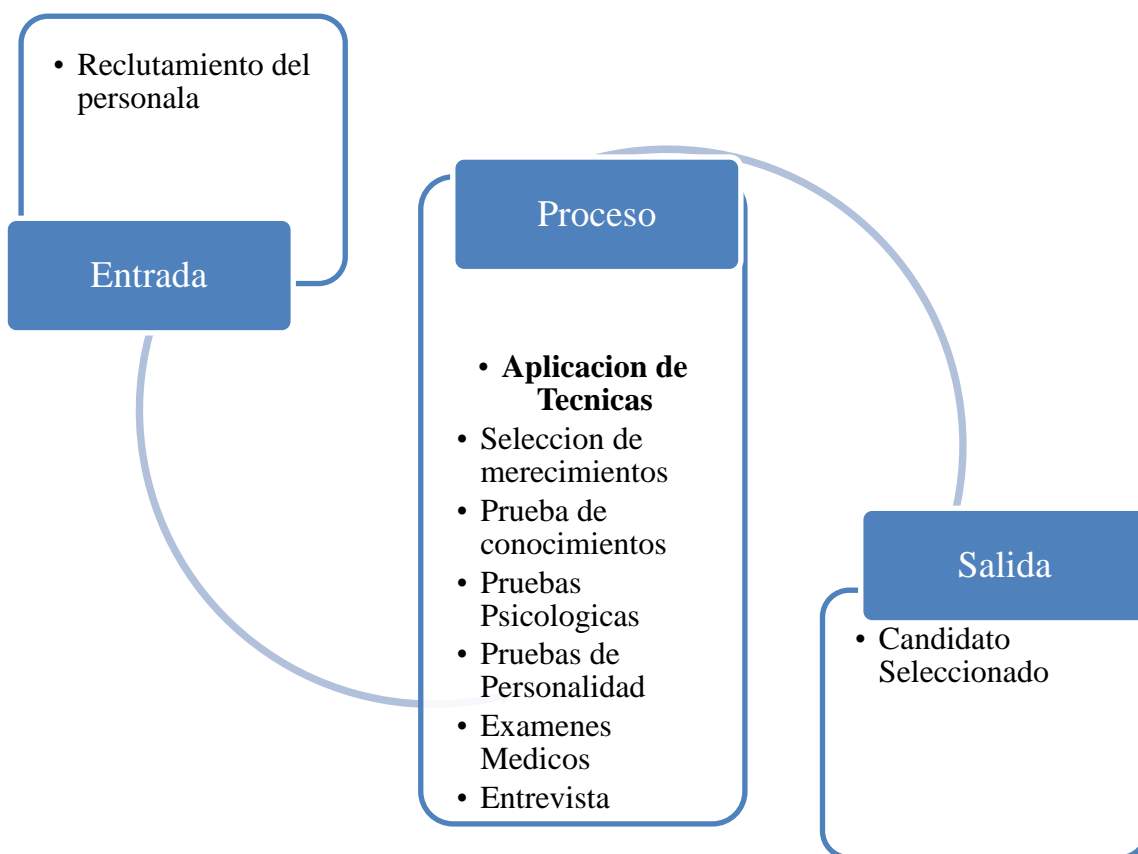 • Reclutamiento del
personala
Entrada
Proceso
• Aplicacion de
Tecnicas
• Seleccion de
merecimientos
• Prueba de
conocimientos
• Pruebas
Psicologicas
• Pruebas de
Personalidad
• Examenes
Medicos
• Entrevista
Salida
• Candidato
Seleccionado